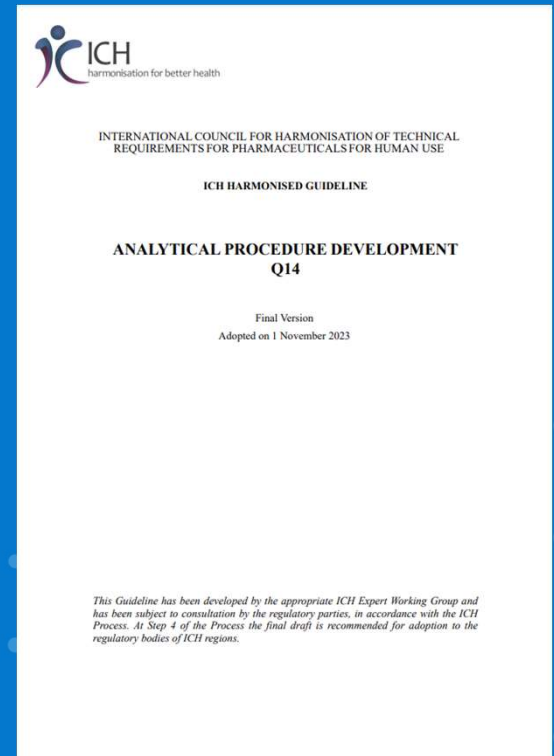 ICH
harmonisation for better health
INTERNATIONAL COUNCIL FOR HARMONISATION OF TECHNICAL
REQUIREMENTS FOR PHARMACEUTICALS FOR HUMAN USE
ICH HARMONISED GUIDELINE
ANALYTICAL PROCEDURE DEVELOPMENT
Q14
Final Version
Adopted on 1 November 2023
This Guideline has been developed by the appropriate ICH Expert Working Group and
has been subject to consultation by the regulatory parties, in accordance with the ICH
Process. At Step 4 of the Process the final draft is recommended for adoption to the
regulatory bodies of ICH regions.